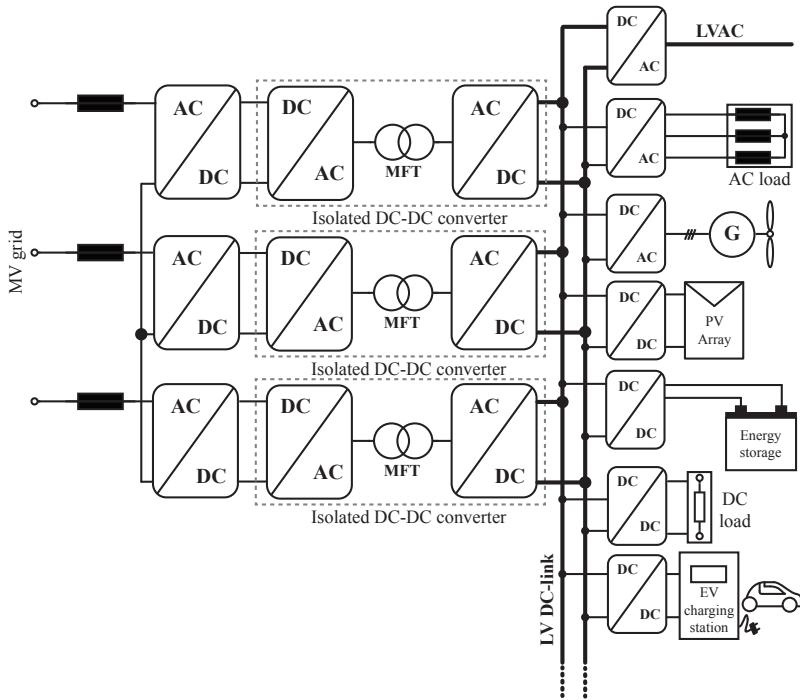 MV grid
AC
DC
DC
AC
MFT
AC
DC
Isolated DC-DC converter
AC
DC
DC
AC
MFT
AC
DC
Isolated DC-DC converter
AC
DC
DC
AC
MFT
AC
DC
Isolated DC-DC converter
LV DC-link
DC
AC
LVAC
DC
AC
AC load
DC
AC
G
DC
DC
PV
Array
DC
DC
Energy
storage
DC
DC
DC
load
DC
DC
EV
charging
station